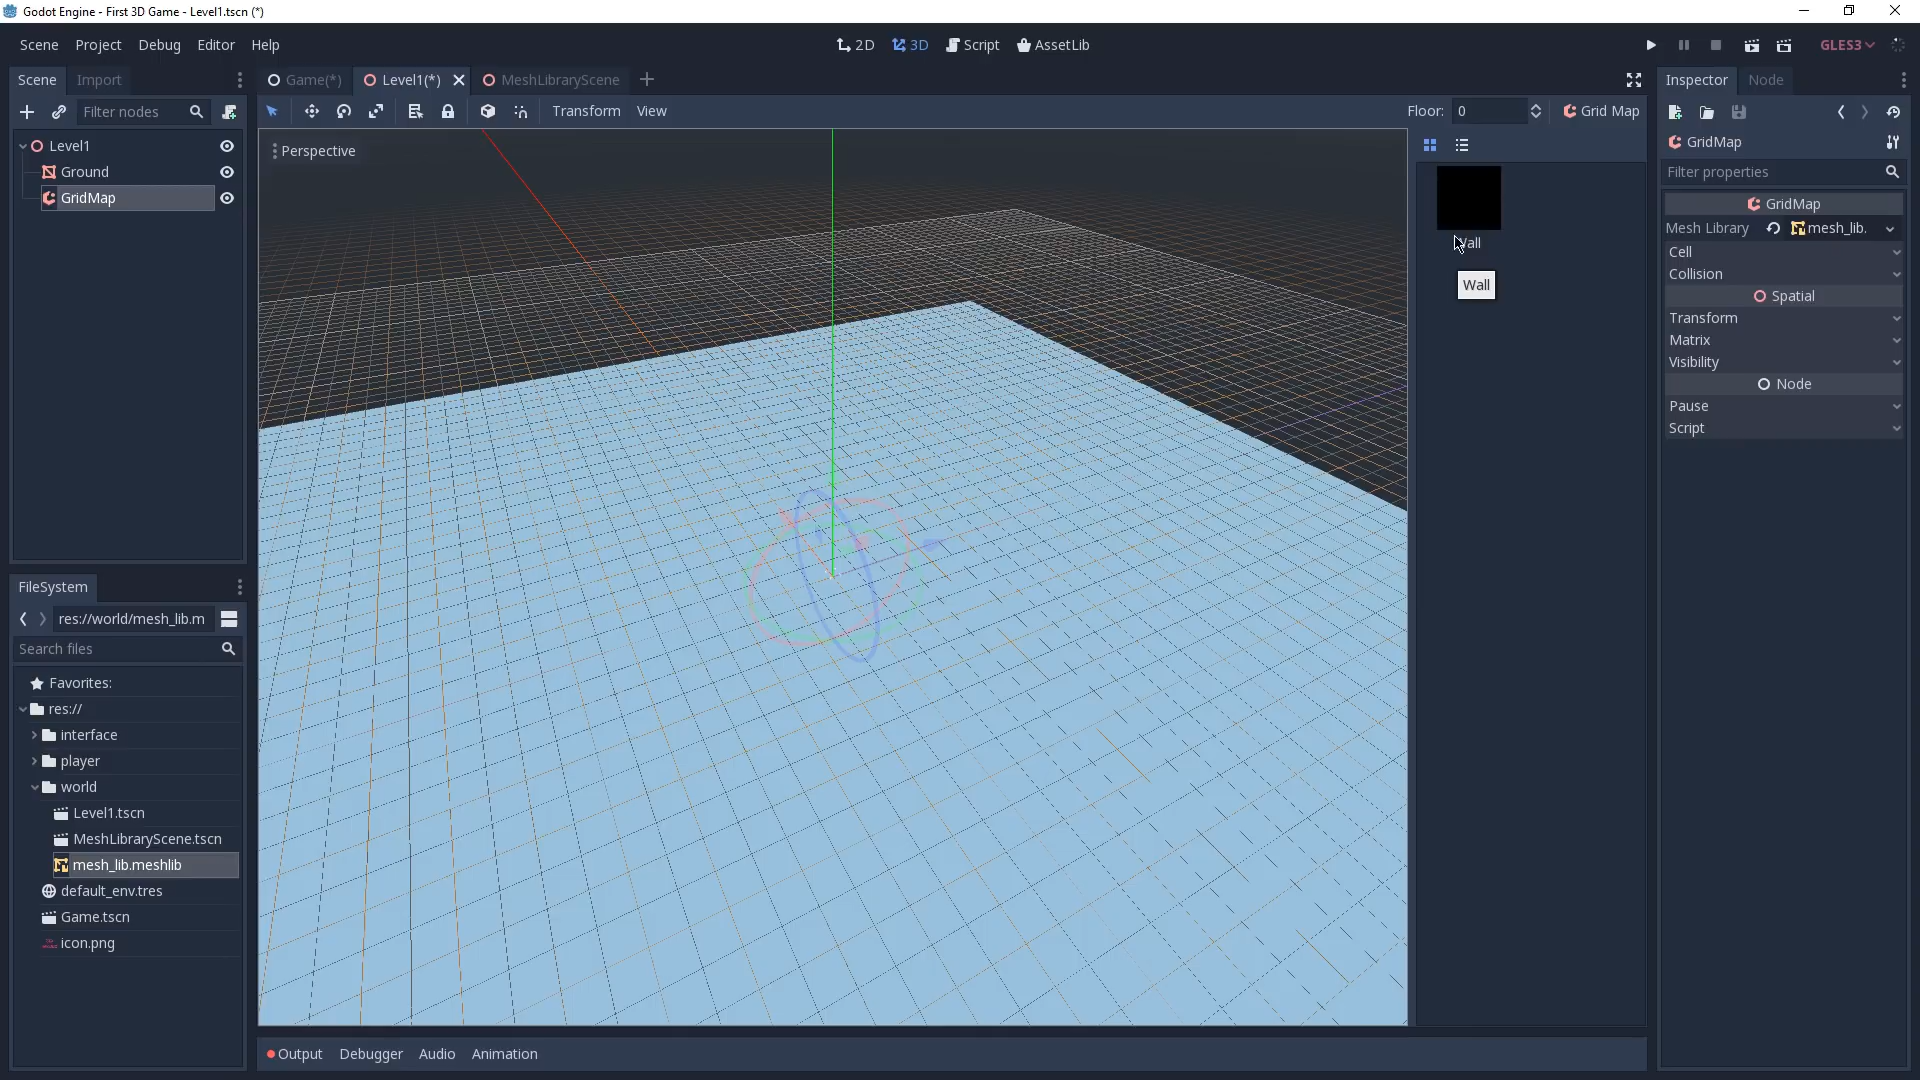 Godot Engine - First 3D Game - Level1.tscn (*)
Scene Project Debug Editor Help
2D 3D Script AssetLib
GLES3
Scene Import
Game(*) Level1(*) MeshLibraryScene
Inspector Node
Filter nodes
Transform View
Floor: 0 Grid Map
Level1
Ground
GridMap
Perspective
Wall
Wall
GridMap
Filter properties
GridMap
Mesh Library mesh_lib.
Cell
Collision
Spatial
Transform
Matrix
Visibility
Node
Pause
Script
FileSystem
res://world/mesh_lib.m
Search files
Favorites:
res://
interface
player
world
Level1.tscn
MeshLibraryScene.tscn
mesh_lib.meshlib
default_env.tres
Game.tscn
icon.png
Output Debugger Audio Animation